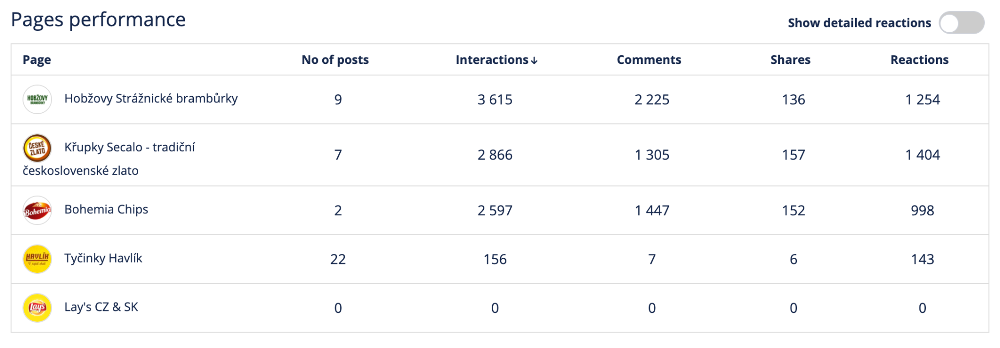 Pages performance
Show detailed reactions
Page No of posts Interactions↓ Comments Shares Reactions
HOBŽOVY
BRAMBŮRKY
Hobžovy Strážnické brambůrky 9 3 615 2 225 136 1 254
ČESKÉ
ZLATO
Křupky Secalo - tradiční
československé zlato 7 2 866 1 305 157 1 404
Bohemia
Bohemia Chips 2 2 597 1 447 152 998
HAVLÍK
Tyčinky Havlík 22 156 7 6 143
Lay's
Lay's CZ & SK 0 0 0 0 0